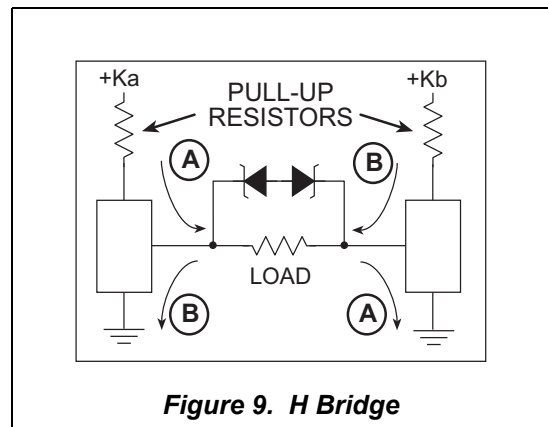 +Ka
+Kb
PULL-UP
RESISTORS
A
B
LOAD
B
A
Figure 9. H Bridge